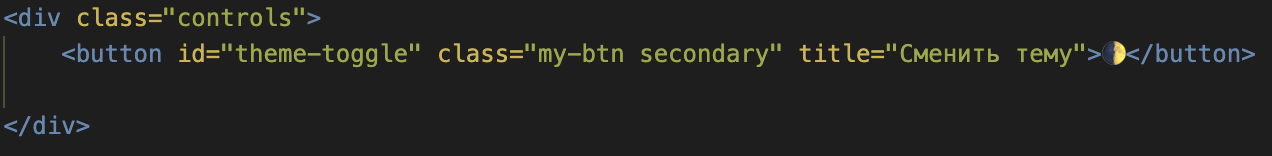 <div class="controls">
<button id="theme-toggle" class="my-btn secondary" title="Сменить тему">🌓</button>
</div>